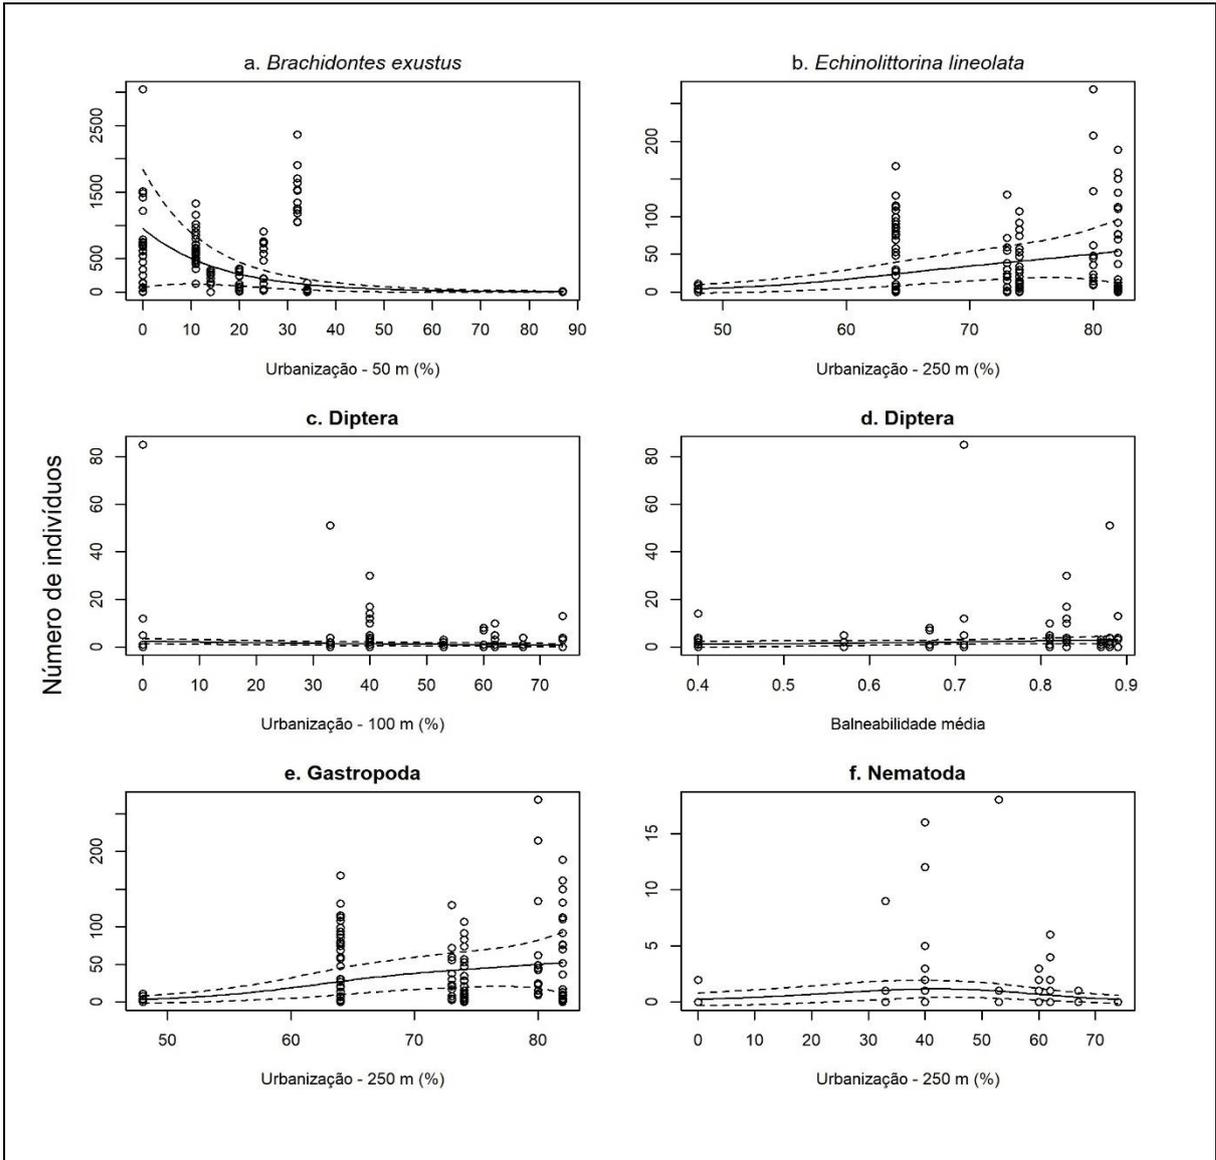 a. Brachidontes exustus
b. Echinolittorina lineolata
2500
1500
500
0
0 10 20 30 40 50 60 70 80 90
Urbanização - 50 m (%)
200
100
50
0
50 60 70 80
Urbanização - 250 m (%)
Número de indivíduos
c. Diptera
d. Diptera
80
60
40
20
0
0 10 20 30 40 50 60 70
Urbanização - 100 m (%)
80
60
40
20
0
0.4 0.5 0.6 0.7 0.8 0.9
Balneabilidade média
e. Gastropoda
f. Nematoda
200
100
50
0
50 60 70 80
Urbanização - 250 m (%)
15
10
5
0
0 10 20 30 40 50 60 70
Urbanização - 250 m (%)